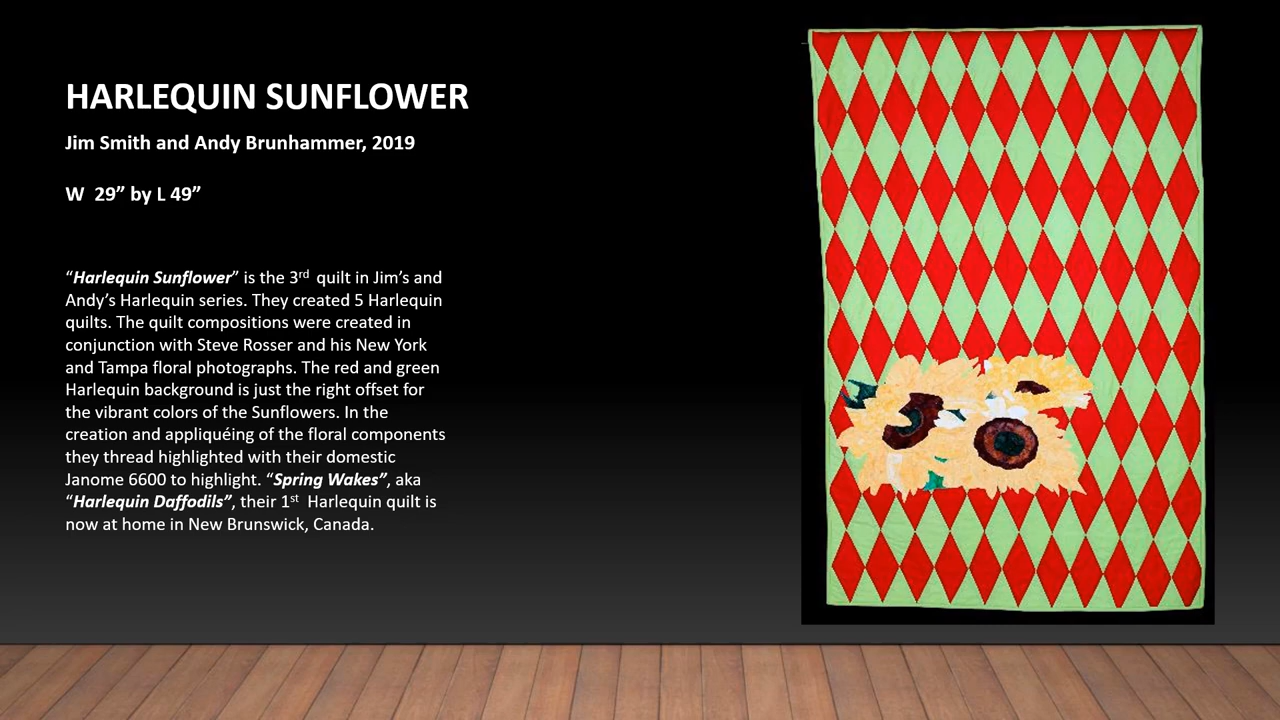 HARLEQUIN SUNFLOWER
Jim Smith and Andy Brunhammer, 2019
W  29” by L 49”
“Harlequin Sunflower” is the 3rd quilt in Jim’s and
Andy’s Harlequin series. They created 5 Harlequin
quilts. The quilt compositions were created in
conjunction with Steve Rosser and his New York
and Tampa floral photographs. The red and green
Harlequin background is just the right offset for
the vibrant colors of the Sunflowers. In the
creation and appliquéing of the floral components
they thread highlighted with their domestic
Janome 6600 to highlight. “Spring Wakes”, aka
“Harlequin Daffodils”, their 1st Harlequin quilt is
now at home in New Brunswick, Canada.